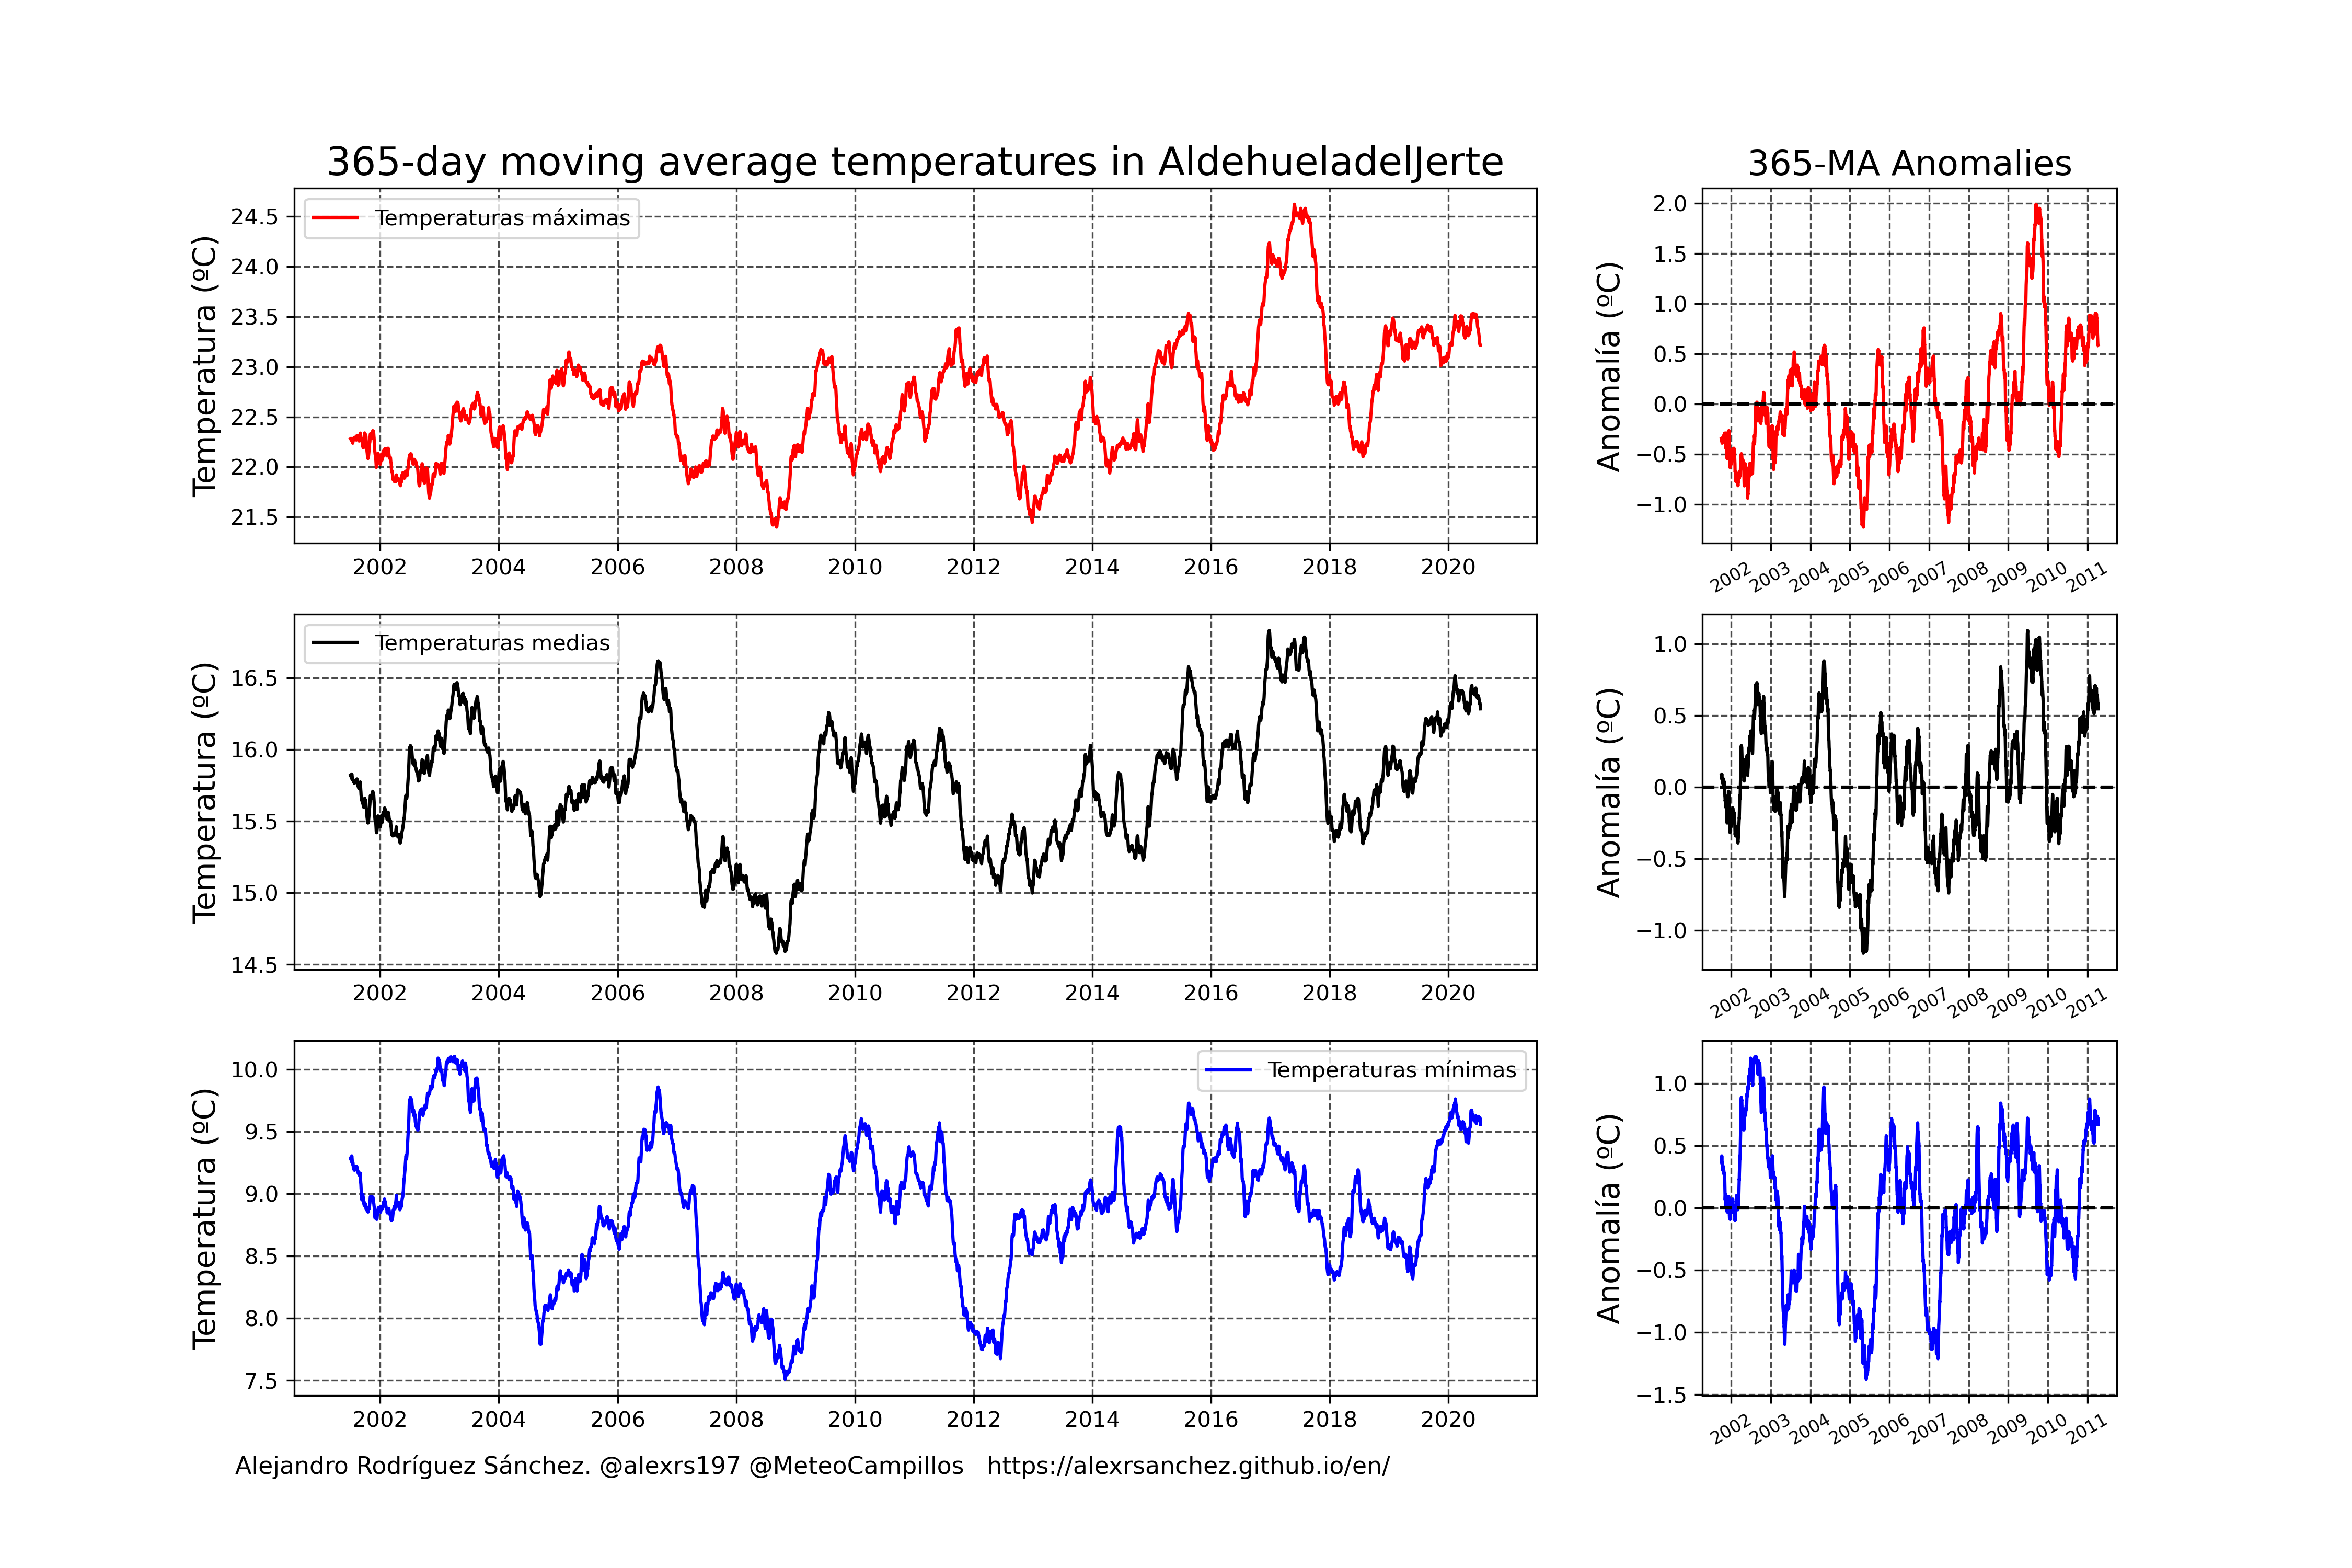 365-day moving average temperatures in AldehueladelJerte
365-MA Anomalies
Temperatura (ºC)
24.5
24.0
23.5
23.0
22.5
22.0
21.5
Temperaturas máximas
2002 2004 2006 2008 2010 2012 2014 2016 2018 2020
Anomalía (ºC)
2.0
1.5
1.0
0.5
0.0
−0.5
−1.0
2002 2003 2004 2005 2006 2007 2008 2009 2010 2011
Temperatura (ºC)
16.5
16.0
15.5
15.0
14.5
Temperaturas medias
2002 2004 2006 2008 2010 2012 2014 2016 2018 2020
Anomalía (ºC)
1.0
0.5
0.0
−0.5
−1.0
2002 2003 2004 2005 2006 2007 2008 2009 2010 2011
Temperatura (ºC)
10.0
9.5
9.0
8.5
8.0
7.5
Temperaturas mínimas
2002 2004 2006 2008 2010 2012 2014 2016 2018 2020
Anomalía (ºC)
1.0
0.5
0.0
−0.5
−1.0
−1.5
2002 2003 2004 2005 2006 2007 2008 2009 2010 2011
Alejandro Rodríguez Sánchez. @alexrs197 @MeteoCampillos https://alexrsanchez.github.io/en/